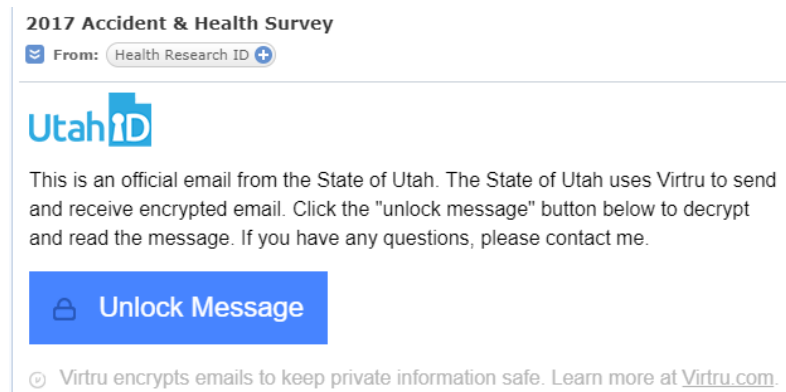 2017 Accident & Health Survey
From: Health Research ID
Utah iD
This is an official email from the State of Utah. The State of Utah uses Virtru to send
and receive encrypted email. Click the "unlock message" button below to decrypt
and read the message. If you have any questions, please contact me.
Unlock Message
Virtru encrypts emails to keep private information safe. Learn more at Virtru.com.